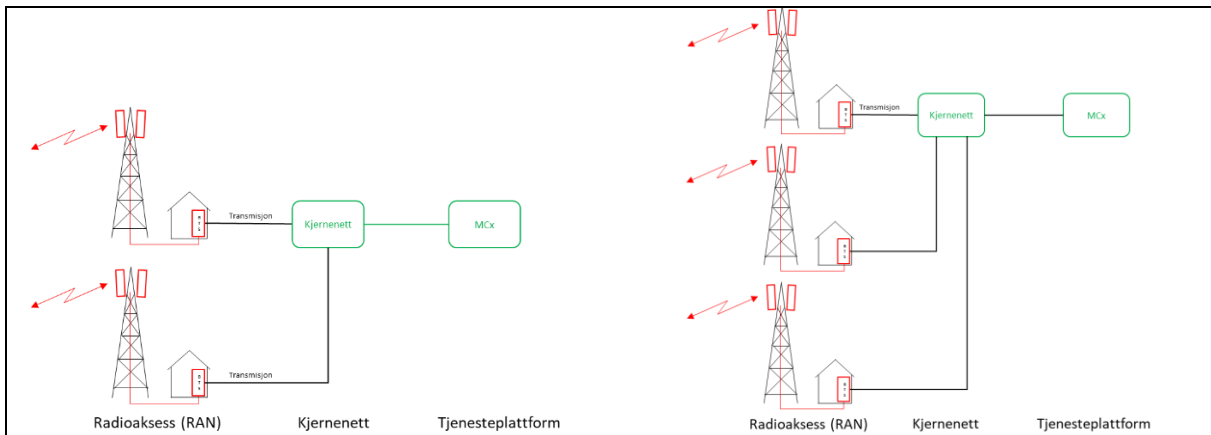 Transmisjon
Kjernenett
MCx
Transmisjon
Radioaksess (RAN)
Kjernenett
Tjenesteplattform
Transmisjon
Kjernenett
MCx
Radioaksess (RAN)
Kjernenett
Tjenesteplattform